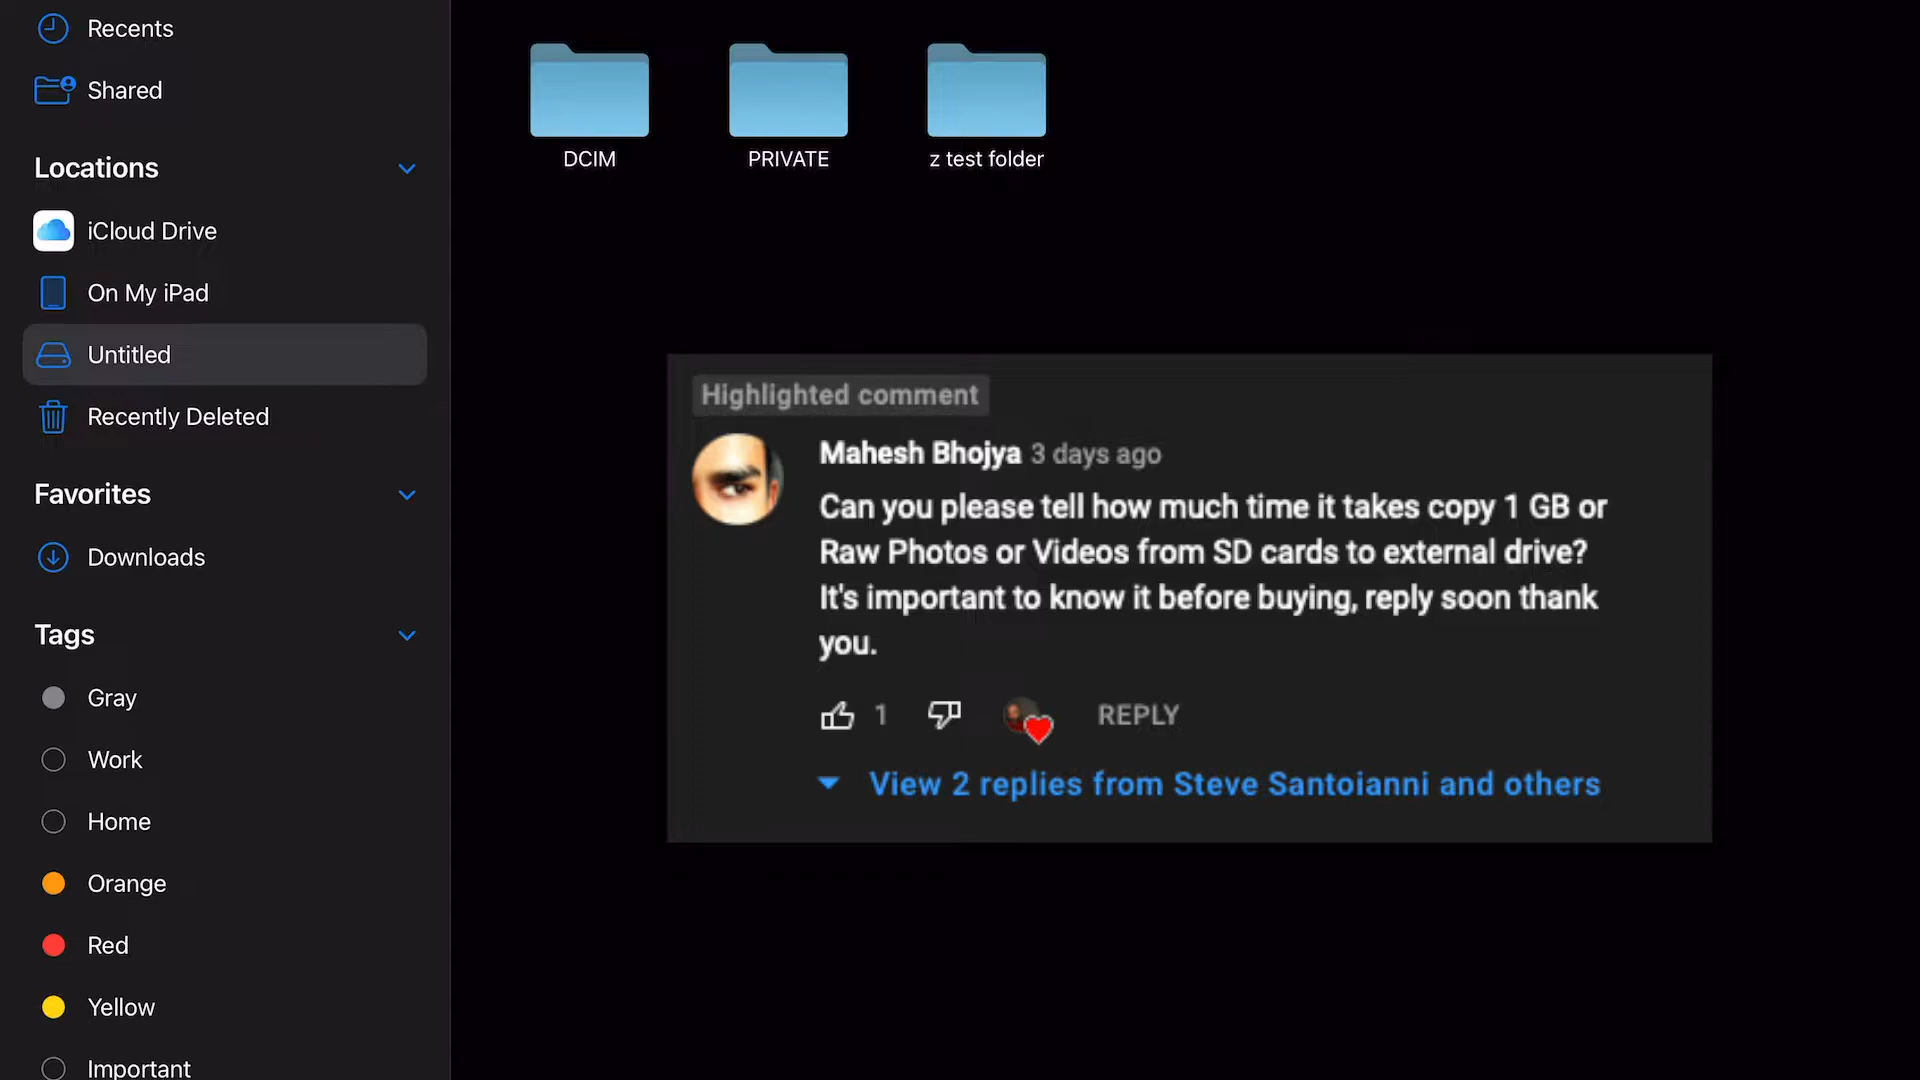 Recents
Shared
Locations
iCloud Drive
On My iPad
Untitled
Recently Deleted
Favorites
Downloads
Tags
Gray
Work
Home
Orange
Red
Yellow
Important
DCIM
PRIVATE
z test folder
Highlighted comment
Mahesh Bhojya 3 days ago
Can you please tell how much time it takes copy 1 GB or
Raw Photos or Videos from SD cards to external drive?
It's important to know it before buying, reply soon thank
you.
1
REPLY
View 2 replies from Steve Santoianni and others